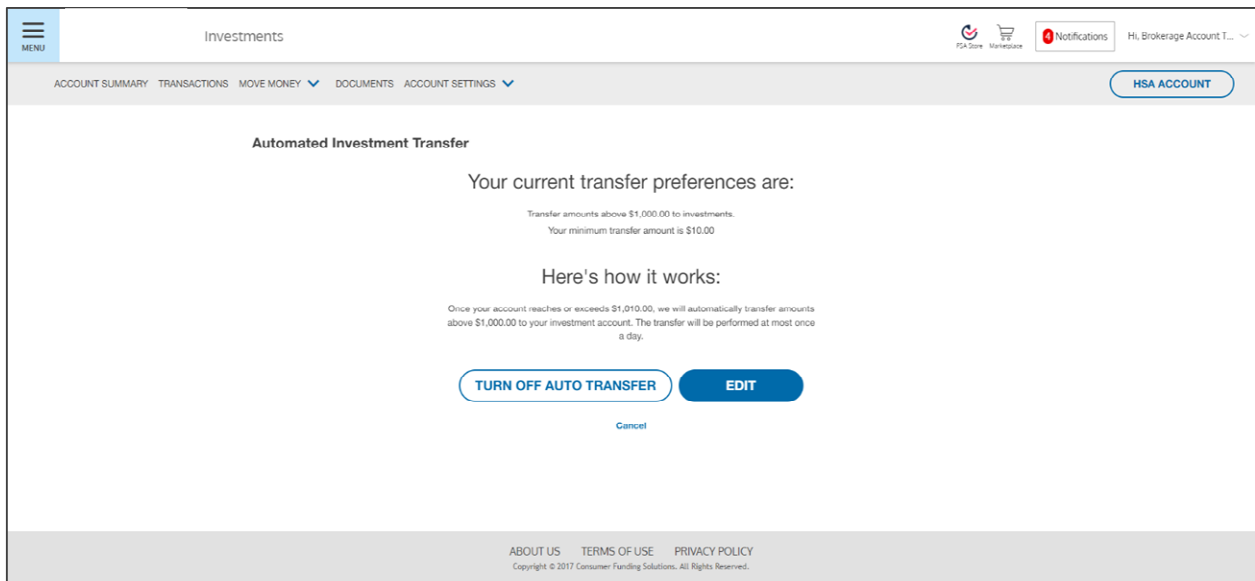 MENU
Investments
FSA Store
Marketplace
4 Notifications
Hi, Brokerage Account T...
ACCOUNT SUMMARY TRANSACTIONS MOVE MONEY DOCUMENTS ACCOUNT SETTINGS
HSA ACCOUNT
Automated Investment Transfer
Your current transfer preferences are:
Transfer amounts above $1,000.00 to investments.
Your minimum transfer amount is $10.00
Here's how it works:
Once your account reaches or exceeds $1,010.00, we will automatically transfer amounts
above $1,000.00 to your investment account. The transfer will be performed at most once
a day.
TURN OFF AUTO TRANSFER
EDIT
Cancel
ABOUT US TERMS OF USE PRIVACY POLICY
Copyright © 2017 Consumer Funding Solutions. All Rights Reserved.